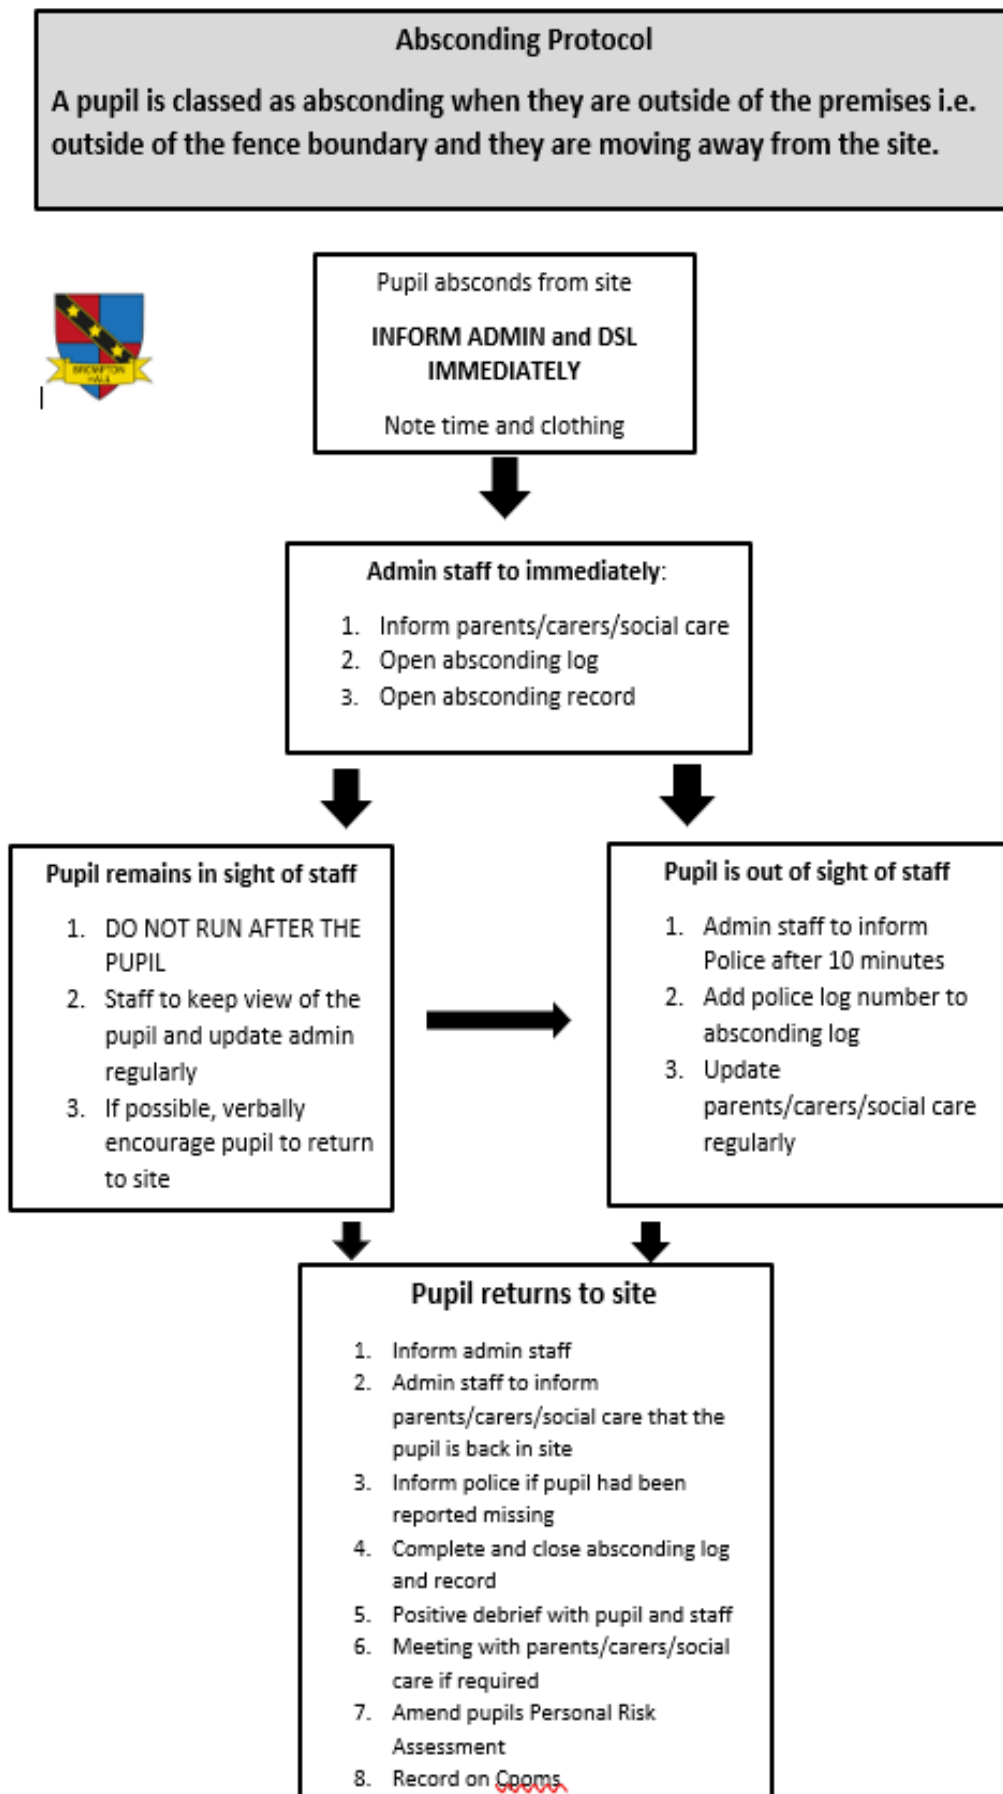 Absconding Protocol
A pupil is classed as absconding when they are outside of the premises i.e.
outside of the fence boundary and they are moving away from the site.
BROMPTON
HALL
Pupil absconds from site
INFORM ADMIN and DSL
IMMEDIATELY
Note time and clothing
Admin staff to immediately:
1. Inform parents/carers/social care
2. Open absconding log
3. Open absconding record
Pupil remains in sight of staff
1. DO NOT RUN AFTER THE
PUPIL
2. Staff to keep view of the
pupil and update admin
regularly
3. If possible, verbally
encourage pupil to return
to site
Pupil is out of sight of staff
1. Admin staff to inform
Police after 10 minutes
2. Add police log number to
absconding log
3. Update
parents/carers/social care
regularly
Pupil returns to site
1. Inform admin staff
2. Admin staff to inform
parents/carers/social care that the
pupil is back in site
3. Inform police if pupil had been
reported missing
4. Complete and close absconding log
and record
5. Positive debrief with pupil and staff
6. Meeting with parents/carers/social
care if required
7. Amend pupils Personal Risk
Assessment
8. Record on Cpoms